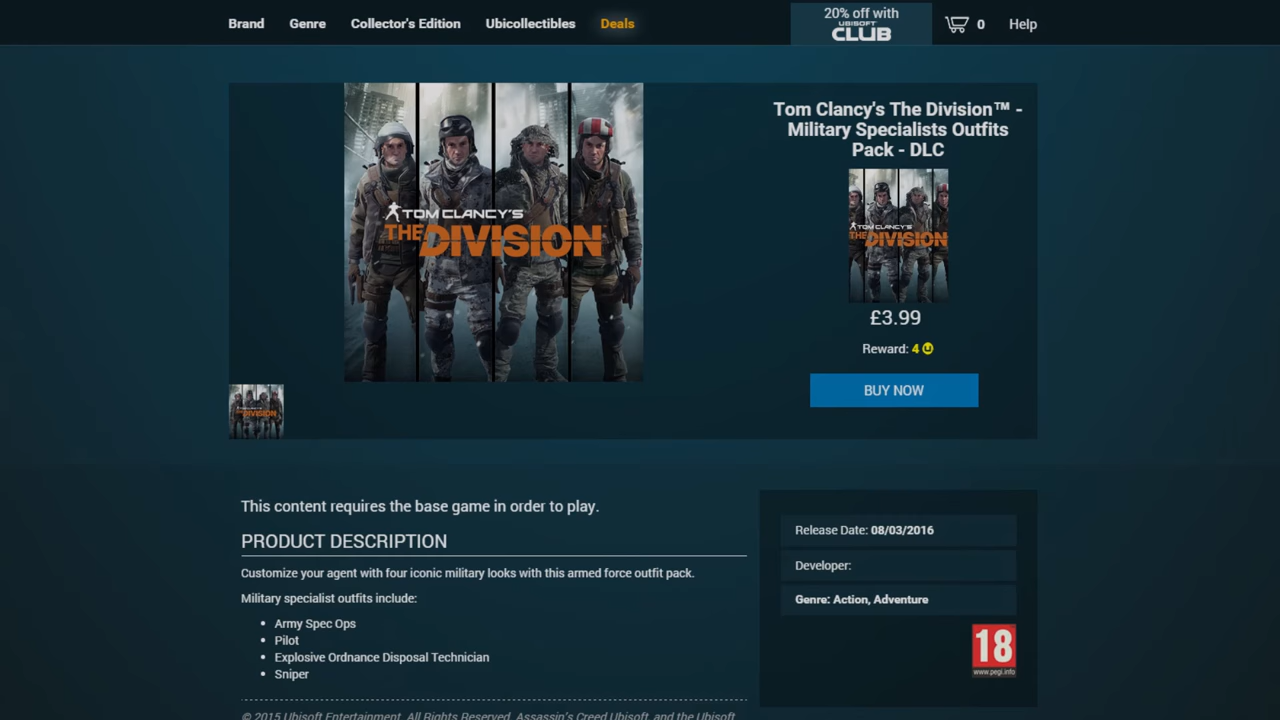 Brand
Genre
Collector's Edition
Ubicollectibles
Deals
20% off with
UBISOFT
CLUB
0
Help
TOM CLANCY'S
THE DIVISION
Tom Clancy's The Division™ -
Military Specialists Outfits
Pack - DLC
TOM CLANCY'S
THE DIVISION
£3.99
Reward: 4
BUY NOW
THE DIVISION
This content requires the base game in order to play.
PRODUCT DESCRIPTION
Customize your agent with four iconic military looks with this armed force outfit pack.
Military specialist outfits include:
Army Spec Ops
Pilot
Explosive Ordnance Disposal Technician
Sniper
© 2015 Ubisoft Entertainment. All Rights Reserved. Assassin's Creed Ubisoft, and the Ubisoft
Release Date: 08/03/2016
Developer:
Genre: Action, Adventure
18
www.pegi.info